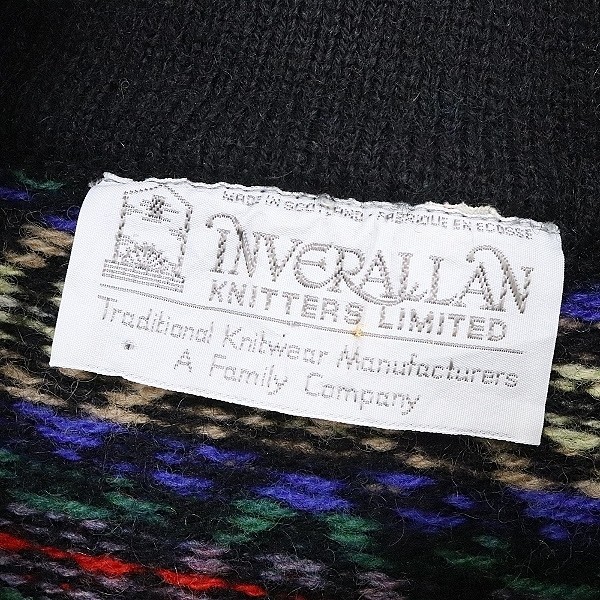 MADE IN SCOTLAND / FABRIQUE EN ECOSSE
INVERALLAN
KNITTERS LIMITED
Traditional Knitwear Manufacturers
A Family Company